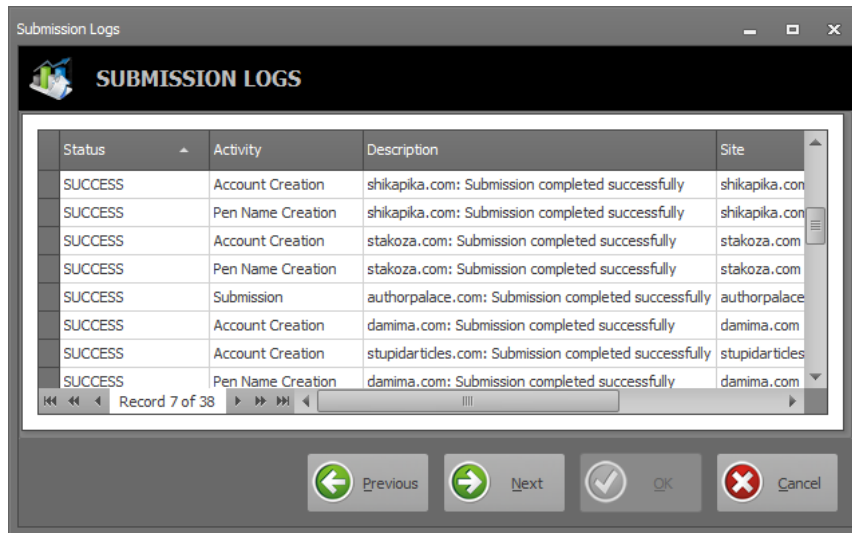 Submission Logs
SUBMISSION LOGS
Status Activity Description Site
SUCCESS Account Creation shikapika.com: Submission completed successfully shikapika.com
SUCCESS Pen Name Creation shikapika.com: Submission completed successfully shikapika.com
SUCCESS Account Creation stakoza.com: Submission completed successfully stakoza.com
SUCCESS Pen Name Creation stakoza.com: Submission completed successfully stakoza.com
SUCCESS Submission authorpalace.com: Submission completed successfully authorpalace
SUCCESS Account Creation damima.com: Submission completed successfully damima.com
SUCCESS Account Creation stupidarticles.com: Submission completed successfully stupidarticles
SUCCESS Pen Name Creation damima.com: Submission completed successfully damima.com
Record 7 of 38
Previous Next OK Cancel